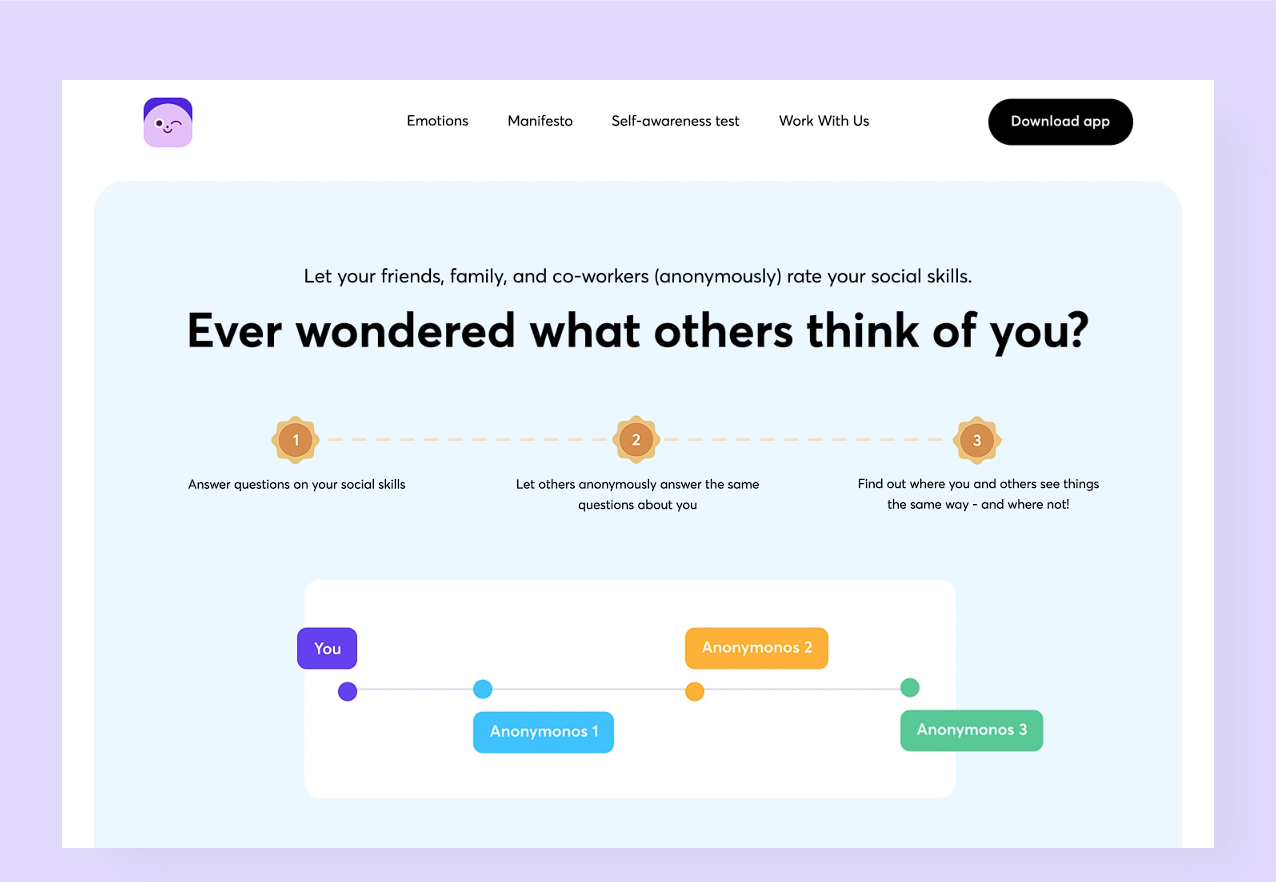 Emotions
Manifesto
Self-awareness test
Work With Us
Download app
Let your friends, family, and co-workers (anonymously) rate your social skills.
Ever wondered what others think of you?
1
2
3
Answer questions on your social skills
Let others anonymously answer the same
questions about you
Find out where you and others see things
the same way - and where not!
You
Anonymonos 2
Anonymonos 1
Anonymonos 3